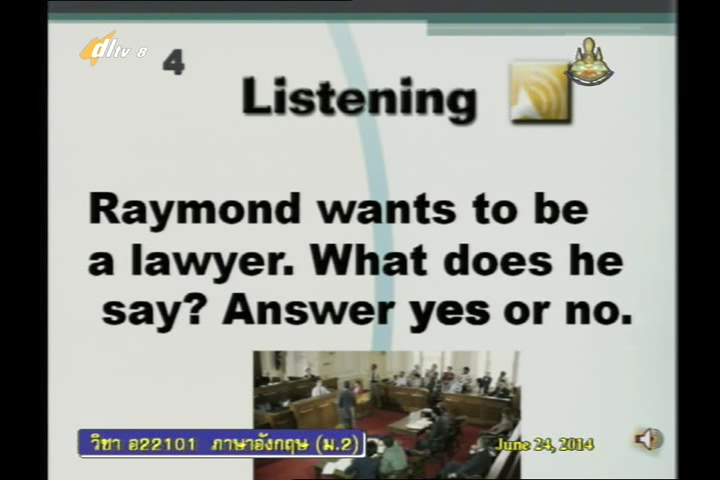 dltv 8
4
Listening
Raymond wants to be
a lawyer. What does he
say? Answer yes or no.
วิชา อ22101 ภาษาอังกฤษ (ม.2)
June 24, 2014